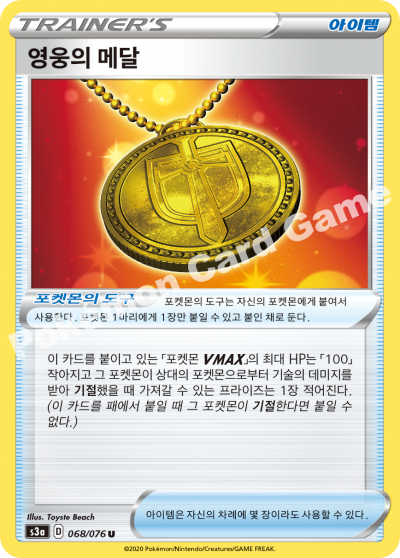 TRAINER'S
아이템
영웅의 메달
Pokémon Card Game
포켓몬의 도구 포켓몬의 도구는 자신의 포켓몬에게 붙여서
사용한다. 포켓몬 1마리에게 1장만 붙일 수 있고 붙인 채로 둔다.
이 카드를 붙이고 있는 「포켓몬 VMAX」의 최대 HP는 「100」
작아지고 그 포켓몬이 상대의 포켓몬으로부터 기술의 데미지를
받아 기절했을 때 가져갈 수 있는 프라이즈는 1장 적어진다.
(이 카드를 패에서 붙일 때 그 포켓몬이 기절한다면 붙일 수
없다.)
Illus. Toyste Beach
s3a D 068/076 U
아이템은 자신의 차례에 몇 장이라도 사용할 수 있다.
©2020 Pokémon/Nintendo/Creatures/GAME FREAK.